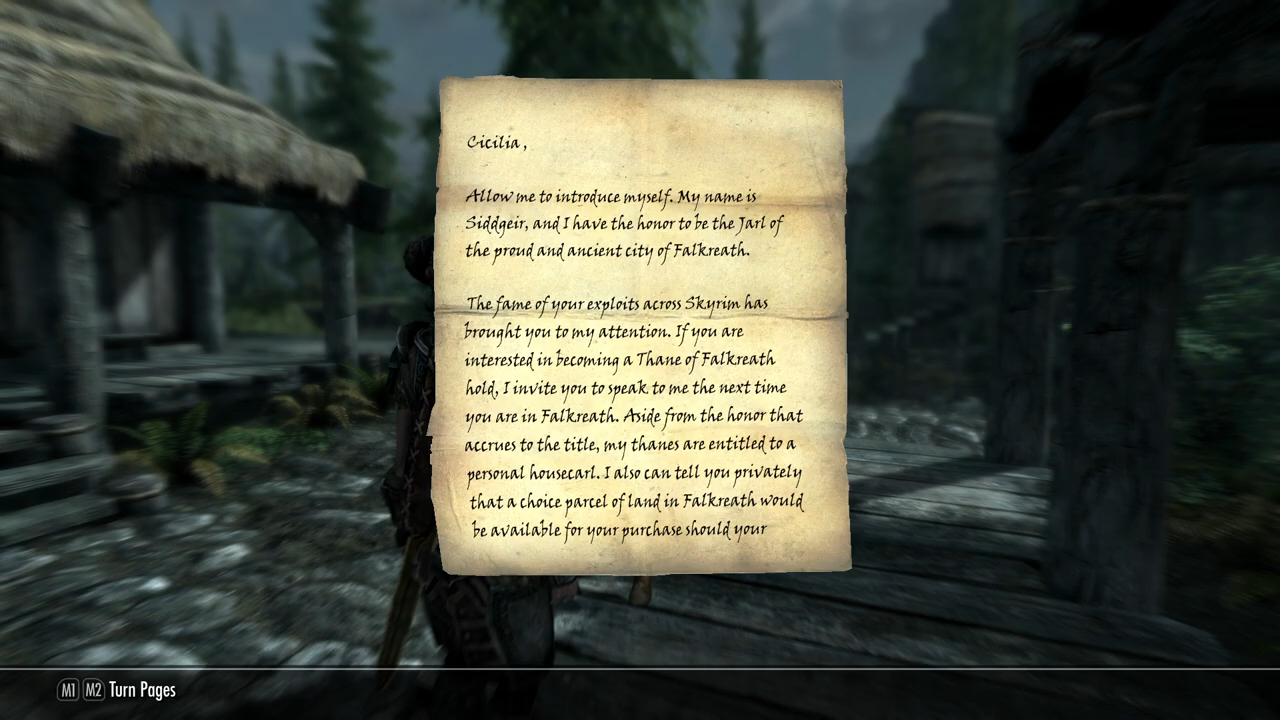 Cicilia,
Allow me to introduce myself. My name is
Siddgeir, and I have the honor to be the Jarl of
the proud and ancient city of Falkreath.
The fame of your exploits across Skyrim has
brought you to my attention. If you are
interested in becoming a Thane of Falkreath
hold, I invite you to speak to me the next time
you are in Falkreath. Aside from the honor that
accrues to the title, my thanes are entitled to a
personal housecarl. I also can tell you privately
that a choice parcel of land in Falkreath would
be available for your purchase should your
M1 M2 Turn Pages